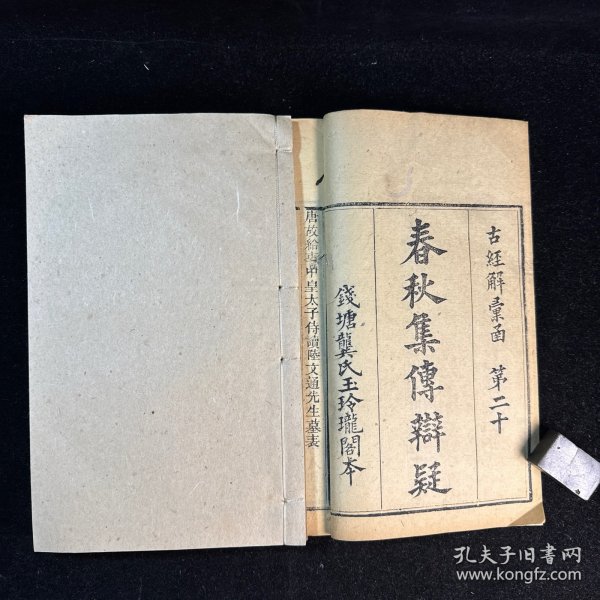 古經解彙函 第二十
春秋集傳辯疑
錢塘龔氏玉玲瓏閣本
唐故給事中皇太子侍讀陸文通先生墓表
孔夫子旧书网
www.kongfz.com